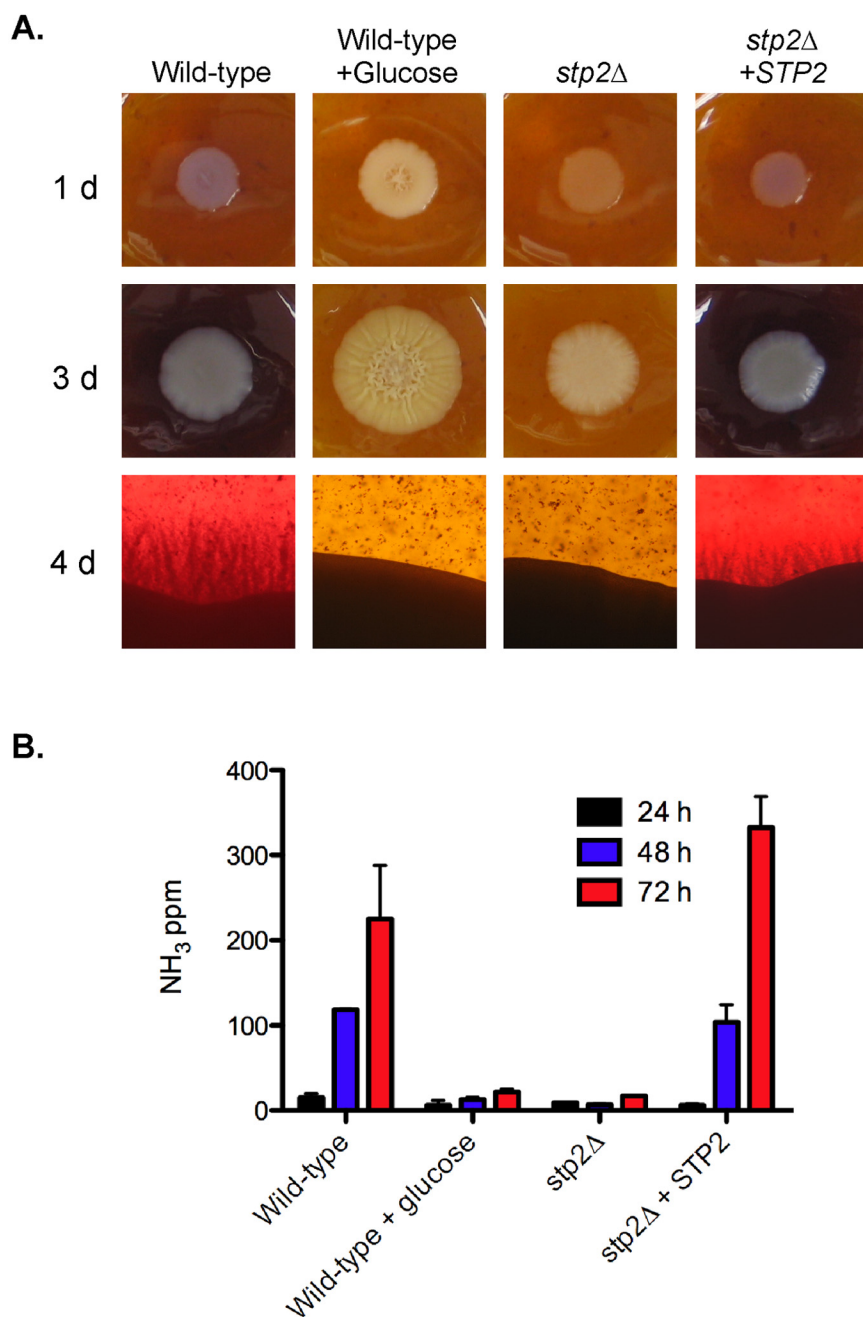 A.
Wild-type
Wild-type
+Glucose
stp2Δ
stp2Δ
+STP2
1 d
3 d
4 d
B.
400
300
200
100
0
NH₃ ppm
24 h
48 h
72 h
Wild-type
Wild-type + glucose
stp2Δ
stp2Δ + STP2